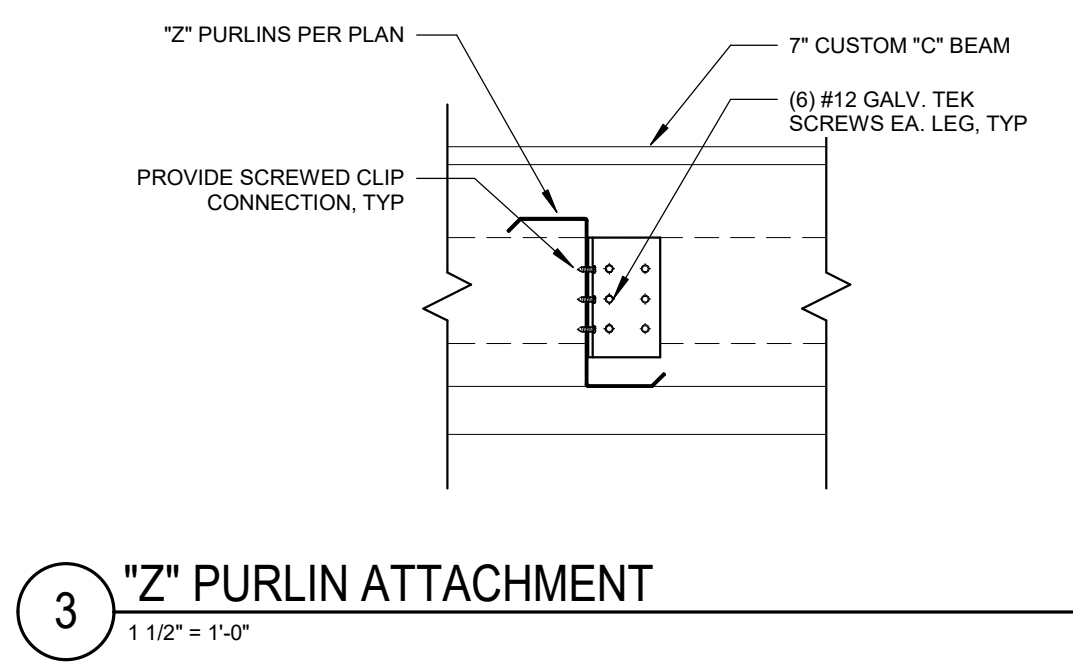 "Z" PURLINS PER PLAN
7" CUSTOM "C" BEAM
(6) #12 GALV. TEK
SCREWS EA. LEG, TYP
PROVIDE SCREWED CLIP
CONNECTION, TYP
3
"Z" PURLIN ATTACHMENT
1 1/2" = 1'-0"